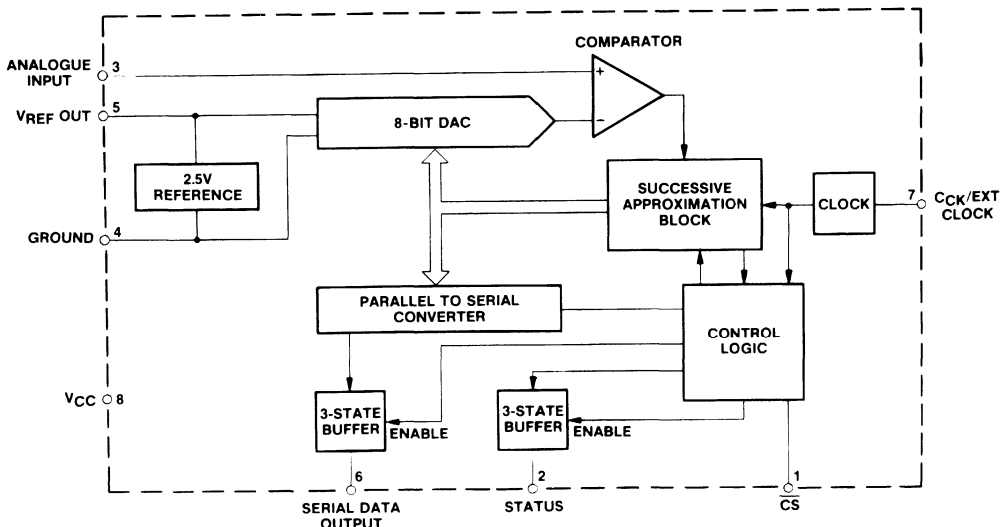 COMPARATOR
ANALOGUE
INPUT
3
+
VREF OUT
5
8-BIT DAC
−
2.5V
REFERENCE
SUCCESSIVE
APPROXIMATION
BLOCK
CLOCK
7
CCK/EXT
CLOCK
GROUND
4
PARALLEL TO SERIAL
CONVERTER
CONTROL
LOGIC
VCC
8
3-STATE
BUFFER
ENABLE
3-STATE
BUFFER
ENABLE
6
SERIAL DATA
OUTPUT
2
STATUS
1
C̅S̅